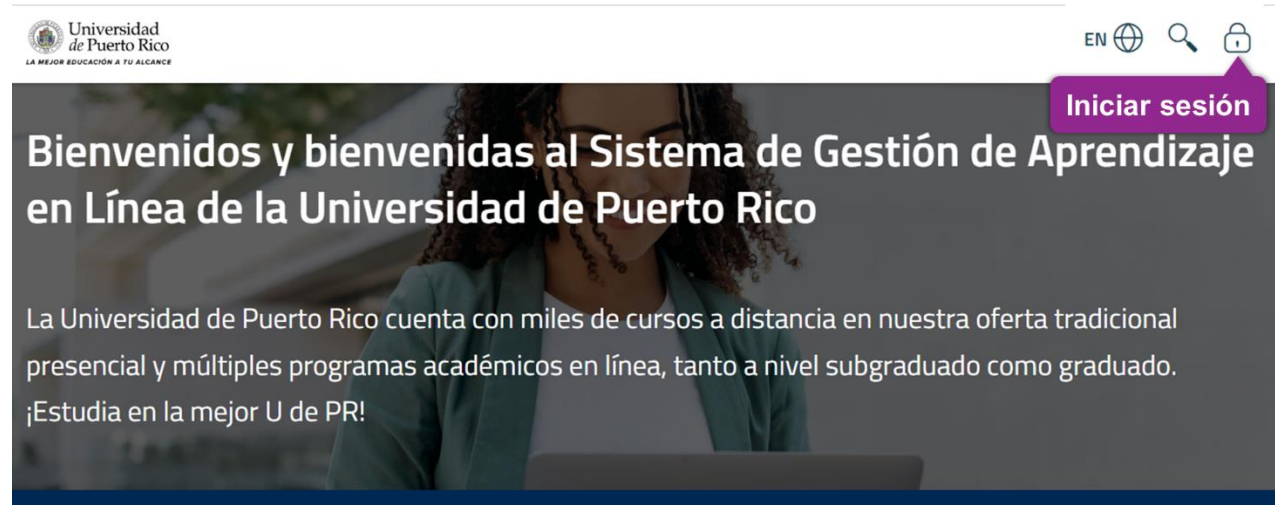 Universidad
de Puerto Rico
LA MEJOR EDUCACIÓN A TU ALCANCE
EN
Iniciar sesión
Bienvenidos y bienvenidas al Sistema de Gestión de Aprendizaje
en Línea de la Universidad de Puerto Rico
La Universidad de Puerto Rico cuenta con miles de cursos a distancia en nuestra oferta tradicional
presencial y múltiples programas académicos en línea, tanto a nivel subgraduado como graduado.
¡Estudia en la mejor U de PR!